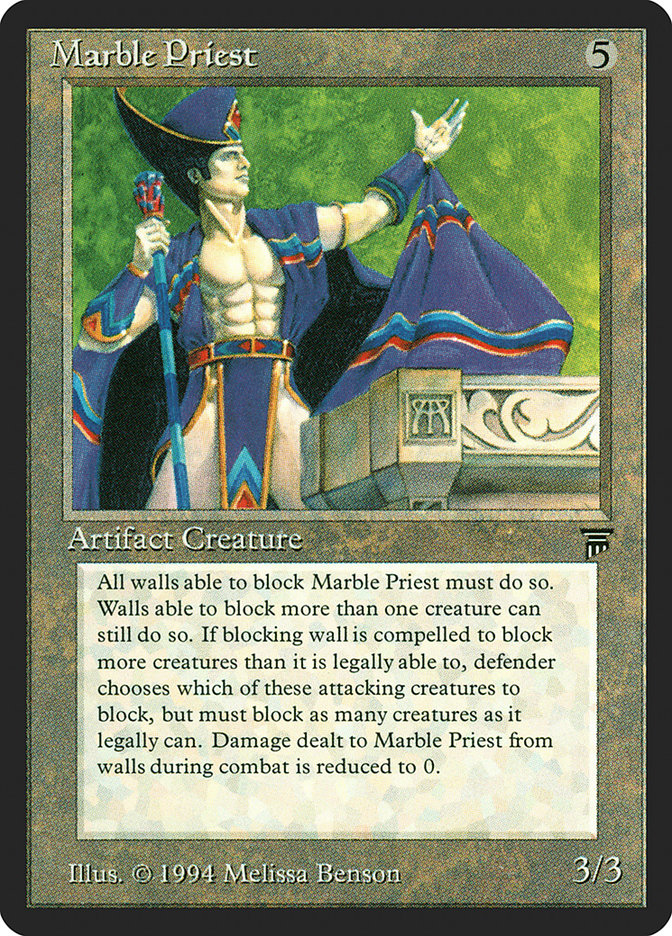 Marble Priest 5
Artifact Creature
All walls able to block Marble Priest must do so.
Walls able to block more than one creature can
still do so. If blocking wall is compelled to block
more creatures than it is legally able to, defender
chooses which of these attacking creatures to
block, but must block as many creatures as it
legally can. Damage dealt to Marble Priest from
walls during combat is reduced to 0.
Illus. © 1994 Melissa Benson 3/3